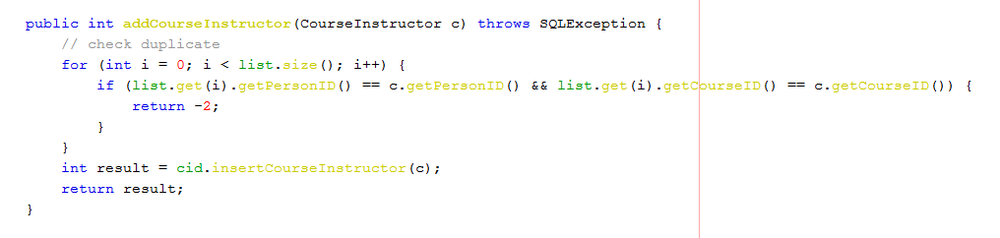 public int addCourseInstructor(CourseInstructor c) throws SQLException {
// check duplicate
for (int i = 0; i < list.size(); i++) {
if (list.get(i).getPersonID() == c.getPersonID() && list.get(i).getCourseID() == c.getCourseID()) {
return -2;
}
}
int result = cid.insertCourseInstructor(c);
return result;
}